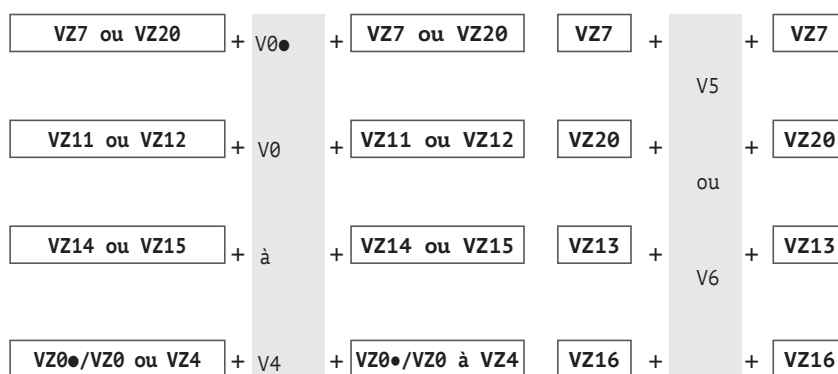 VZ7 ou VZ20 + V0● + VZ7 ou VZ20 VZ7 + + VZ7
V5
VZ11 ou VZ12 + V0 + VZ11 ou VZ12 VZ20 + + VZ20
ou
VZ14 ou VZ15 + à + VZ14 ou VZ15 VZ13 + + VZ13
V6
VZ0●/VZ0 ou VZ4 + V4 + VZ0●/VZ0 à VZ4 VZ16 + + VZ16